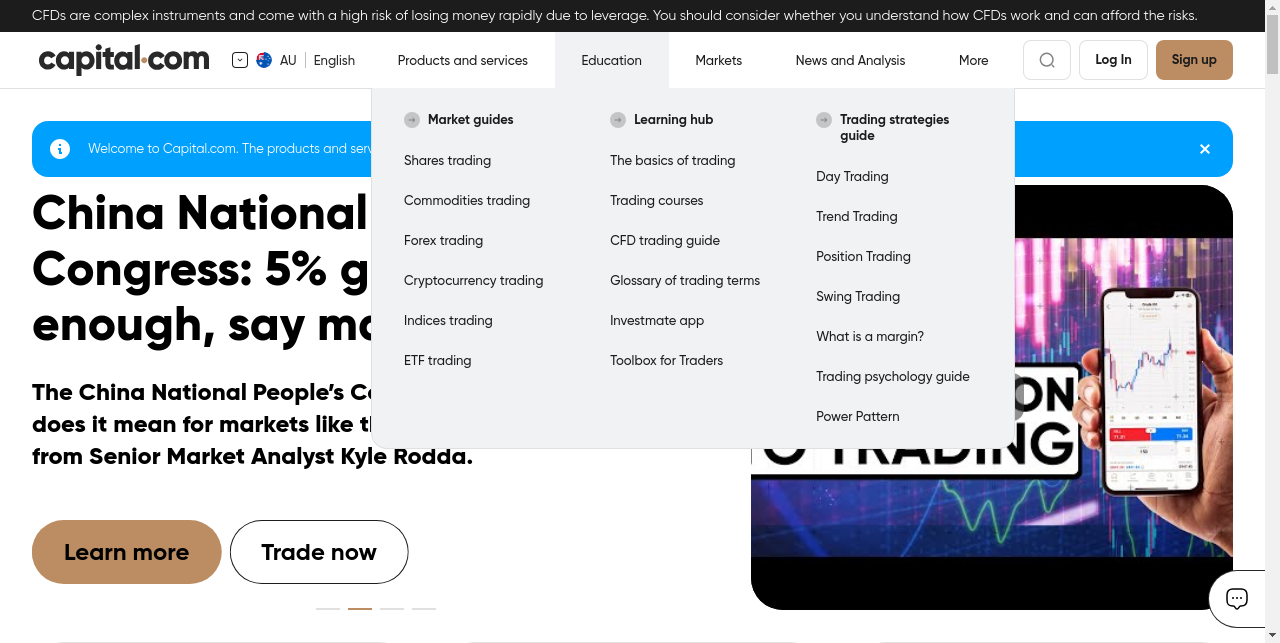 CFDs are complex instruments and come with a high risk of losing money rapidly due to leverage. You should consider whether you understand how CFDs work and can afford the risks.
capital.com
AU
English
Products and services
Education
Markets
News and Analysis
More
Log In
Sign up
Market guides
Shares trading
Commodities trading
Forex trading
Cryptocurrency trading
Indices trading
ETF trading
Learning hub
The basics of trading
Trading courses
CFD trading guide
Glossary of trading terms
Investmate app
Toolbox for Traders
Trading strategies
guide
Day Trading
Trend Trading
Position Trading
Swing Trading
What is a margin?
Trading psychology guide
Power Pattern
Welcome to Capital.com. The products and serv
China National
Congress: 5% g
enough, say ma
The China National People’s Co
does it mean for markets like th
from Senior Market Analyst Kyle Rodda.
Learn more
Trade now
ON
TRADING